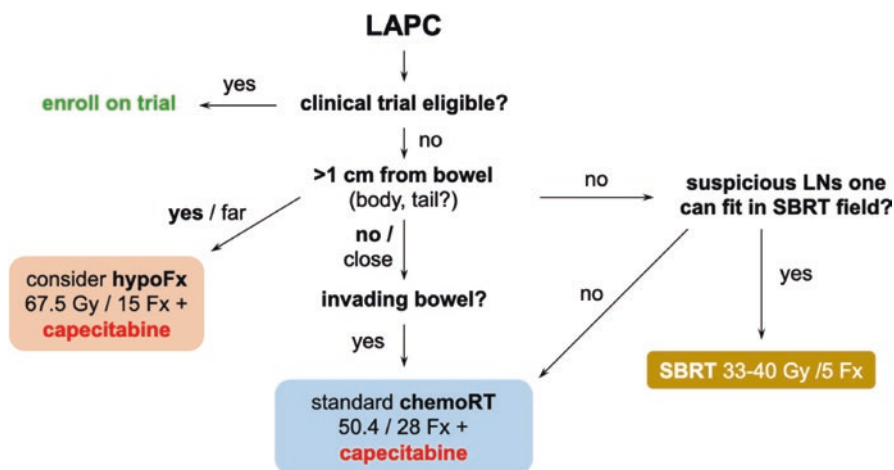 LAPC
clinical trial eligible?
yes
enroll on trial
no
>1 cm from bowel
(body, tail?)
no
suspicious LNs one
can fit in SBRT field?
yes / far
no /
close
consider hypoFx
67.5 Gy / 15 Fx +
capecitabine
invading bowel?
no
yes
yes
SBRT 33-40 Gy /5 Fx
standard chemoRT
50.4 / 28 Fx +
capecitabine